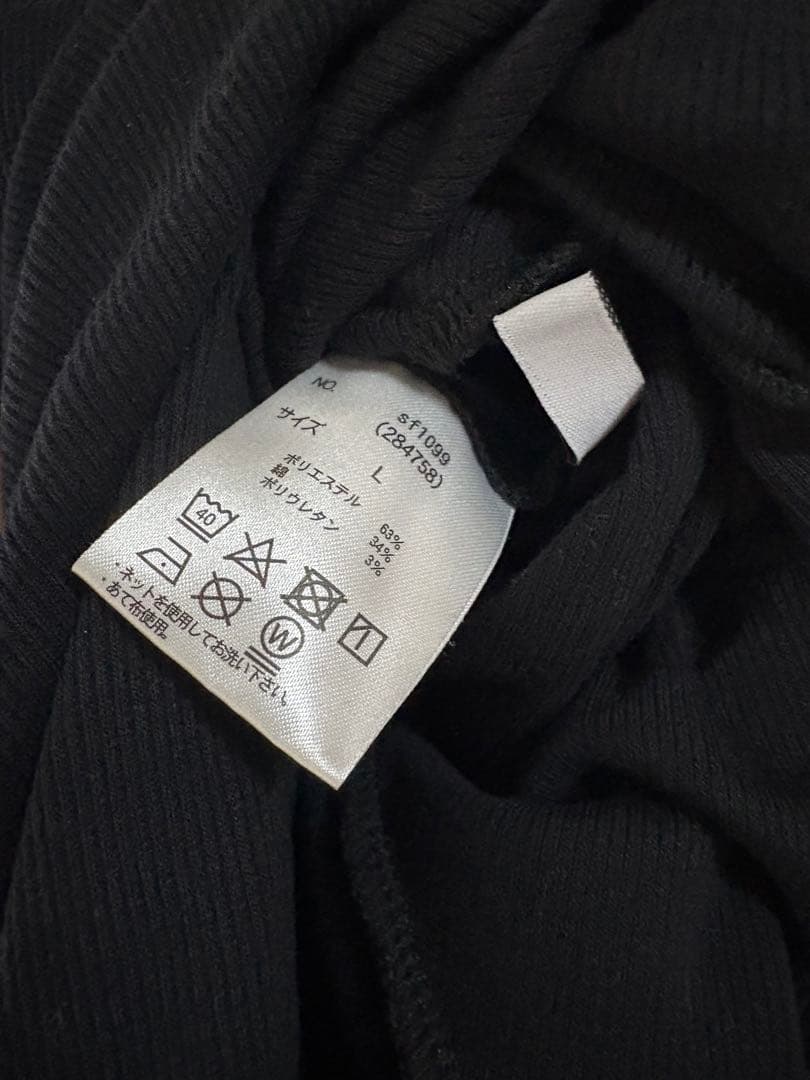 NO. sf1099
(284758)
サイズ L
ポリエステル 63%
綿 34%
ポリウレタン 3%
40
W
・ネットを使用してお洗い下さい。
・あて布使用。